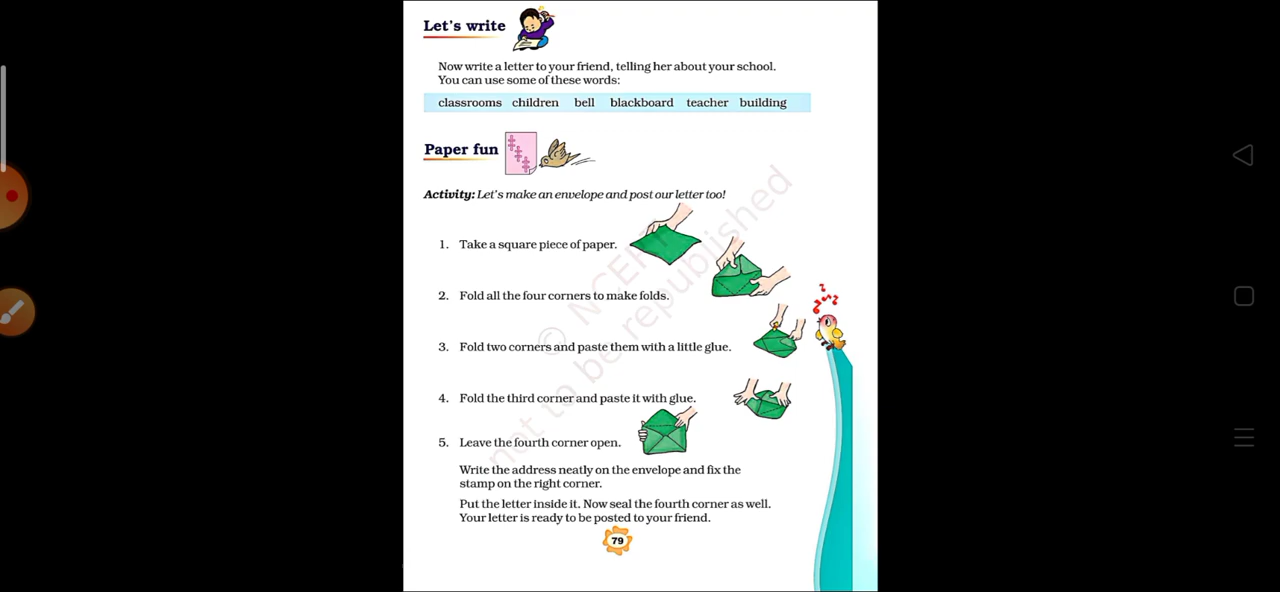 Let's write
Now write a letter to your friend, telling her about your school.
You can use some of these words:
classrooms children bell blackboard teacher building
Paper fun
Activity: Let's make an envelope and post our letter too!
1. Take a square piece of paper.
2. Fold all the four corners to make folds.
3. Fold two corners and paste them with a little glue.
4. Fold the third corner and paste it with glue.
5. Leave the fourth corner open.
Write the address neatly on the envelope and fix the
stamp on the right corner.
Put the letter inside it. Now seal the fourth corner as well.
Your letter is ready to be posted to your friend.
79
© NCERT
not to be republished